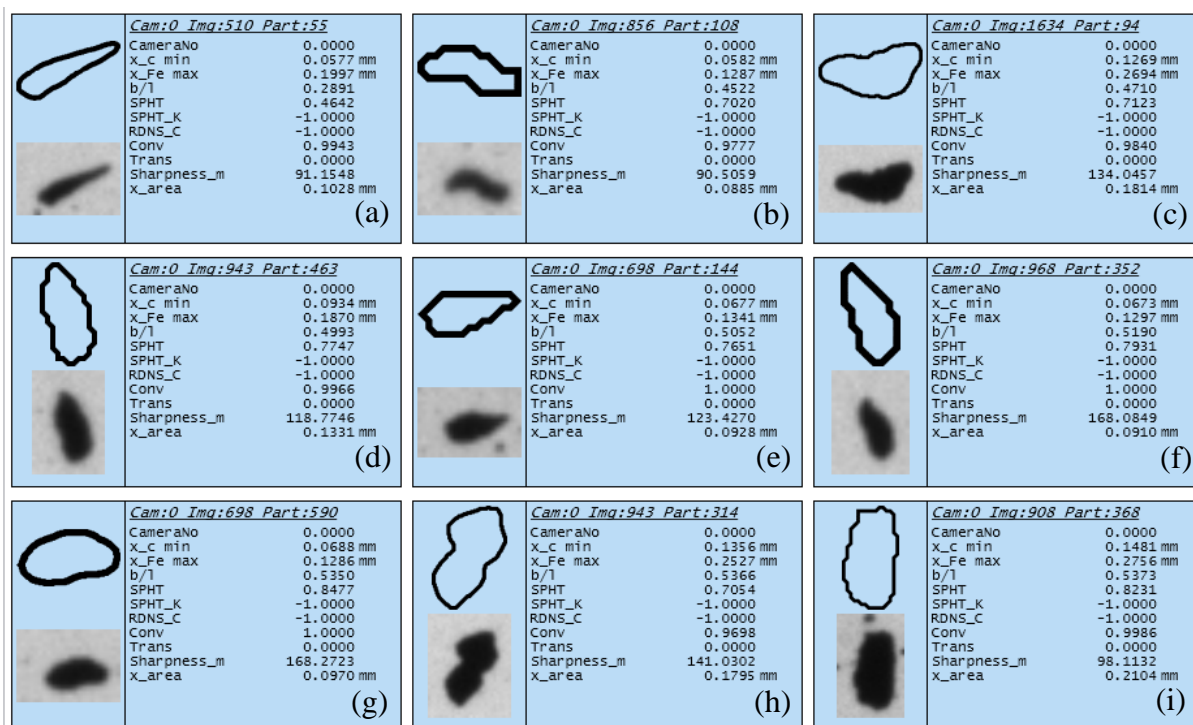 Cam:0 Img:510 Part:55
CameraNo 0.0000
x_c min 0.0577 mm
x_Fe max 0.1997 mm
b/l 0.2891
SPHT 0.4642
SPHT_K -1.0000
RDNS_C -1.0000
Conv 0.9943
Trans 0.0000
Sharpness_m 91.1548
x_area 0.1028 mm
(a)
Cam:0 Img:856 Part:108
CameraNo 0.0000
x_c min 0.0582 mm
x_Fe max 0.1287 mm
b/l 0.4522
SPHT 0.7020
SPHT_K -1.0000
RDNS_C -1.0000
Conv 0.9777
Trans 0.0000
Sharpness_m 90.5059
x_area 0.0885 mm
(b)
Cam:0 Img:1634 Part:94
CameraNo 0.0000
x_c min 0.1269 mm
x_Fe max 0.2694 mm
b/l 0.4710
SPHT 0.7123
SPHT_K -1.0000
RDNS_C -1.0000
Conv 0.9840
Trans 0.0000
Sharpness_m 134.0457
x_area 0.1814 mm
(c)
Cam:0 Img:943 Part:463
CameraNo 0.0000
x_c min 0.0934 mm
x_Fe max 0.1870 mm
b/l 0.4993
SPHT 0.7747
SPHT_K -1.0000
RDNS_C -1.0000
Conv 0.9966
Trans 0.0000
Sharpness_m 118.7746
x_area 0.1331 mm
(d)
Cam:0 Img:698 Part:144
CameraNo 0.0000
x_c min 0.0677 mm
x_Fe max 0.1341 mm
b/l 0.5052
SPHT 0.7651
SPHT_K -1.0000
RDNS_C -1.0000
Conv 1.0000
Trans 0.0000
Sharpness_m 123.4270
x_area 0.0928 mm
(e)
Cam:0 Img:968 Part:352
CameraNo 0.0000
x_c min 0.0673 mm
x_Fe max 0.1297 mm
b/l 0.5190
SPHT 0.7931
SPHT_K -1.0000
RDNS_C -1.0000
Conv 1.0000
Trans 0.0000
Sharpness_m 168.0849
x_area 0.0910 mm
(f)
Cam:0 Img:698 Part:590
CameraNo 0.0000
x_c min 0.0688 mm
x_Fe max 0.1286 mm
b/l 0.5350
SPHT 0.8477
SPHT_K -1.0000
RDNS_C -1.0000
Conv 1.0000
Trans 0.0000
Sharpness_m 168.2723
x_area 0.0970 mm
(g)
Cam:0 Img:943 Part:314
CameraNo 0.0000
x_c min 0.1356 mm
x_Fe max 0.2527 mm
b/l 0.5366
SPHT 0.7054
SPHT_K -1.0000
RDNS_C -1.0000
Conv 0.9698
Trans 0.0000
Sharpness_m 141.0302
x_area 0.1795 mm
(h)
Cam:0 Img:908 Part:368
CameraNo 0.0000
x_c min 0.1481 mm
x_Fe max 0.2756 mm
b/l 0.5373
SPHT 0.8231
SPHT_K -1.0000
RDNS_C -1.0000
Conv 0.9986
Trans 0.0000
Sharpness_m 98.1132
x_area 0.2104 mm
(i)